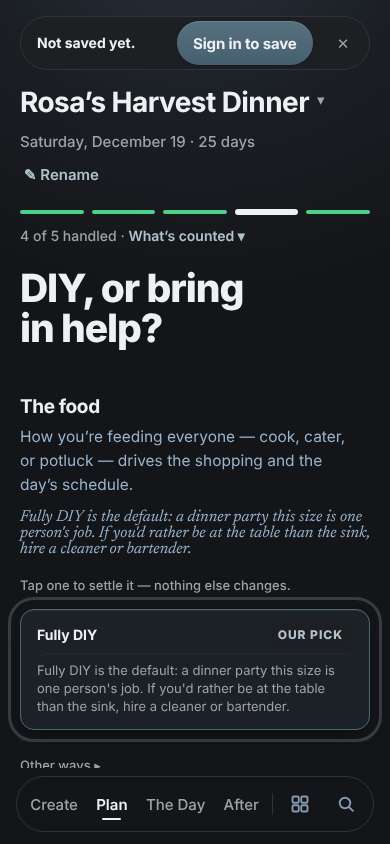 Not saved yet.
Sign in to save
×
Rosa’s Harvest Dinner ▾
Saturday, December 19 · 25 days
✎ Rename
4 of 5 handled · What’s counted ▾
DIY, or bring
in help?
The food
How you’re feeding everyone — cook, cater,
or potluck — drives the shopping and the
day’s schedule.
Fully DIY is the default: a dinner party this size is one
person's job. If you'd rather be at the table than the sink,
hire a cleaner or bartender.
Tap one to settle it — nothing else changes.
Fully DIY
OUR PICK
Fully DIY is the default: a dinner party this size is
one person's job. If you'd rather be at the table
than the sink, hire a cleaner or bartender.
Other ways ▸
Create
Plan
The Day
After